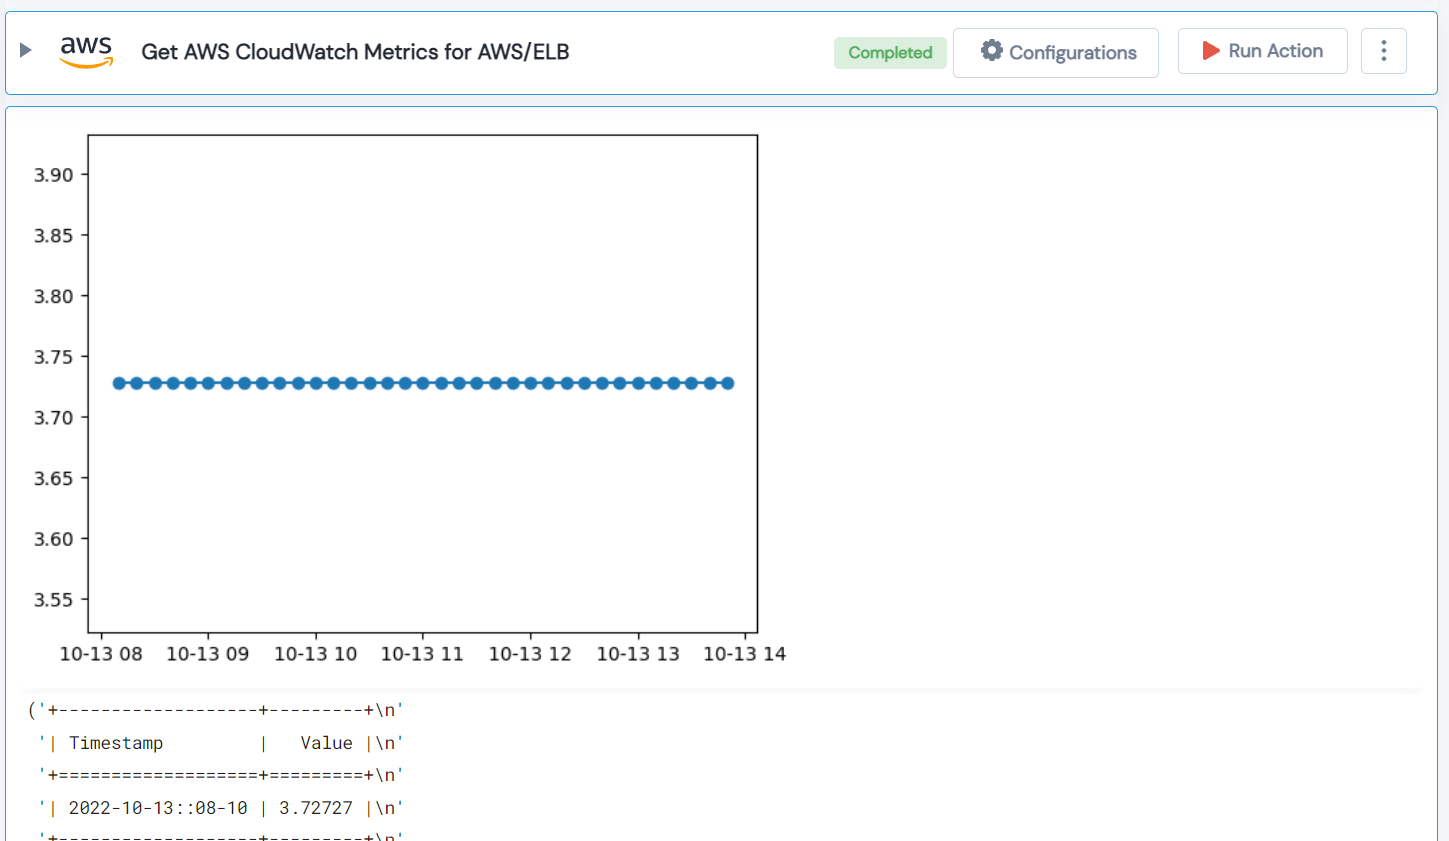 aws Get AWS CloudWatch Metrics for AWS/ELB Completed Configurations Run Action
3.90
3.85
3.80
3.75
3.70
3.65
3.60
3.55
10-13 08 10-13 09 10-13 10 10-13 11 10-13 12 10-13 13 10-13 14
('+-------------------+---------+\n'
'| Timestamp         |   Value |\n'
'+===================+=========+\n'
'| 2022-10-13::08-10 | 3.72727 |\n'
'+-------------------+---------+\n'